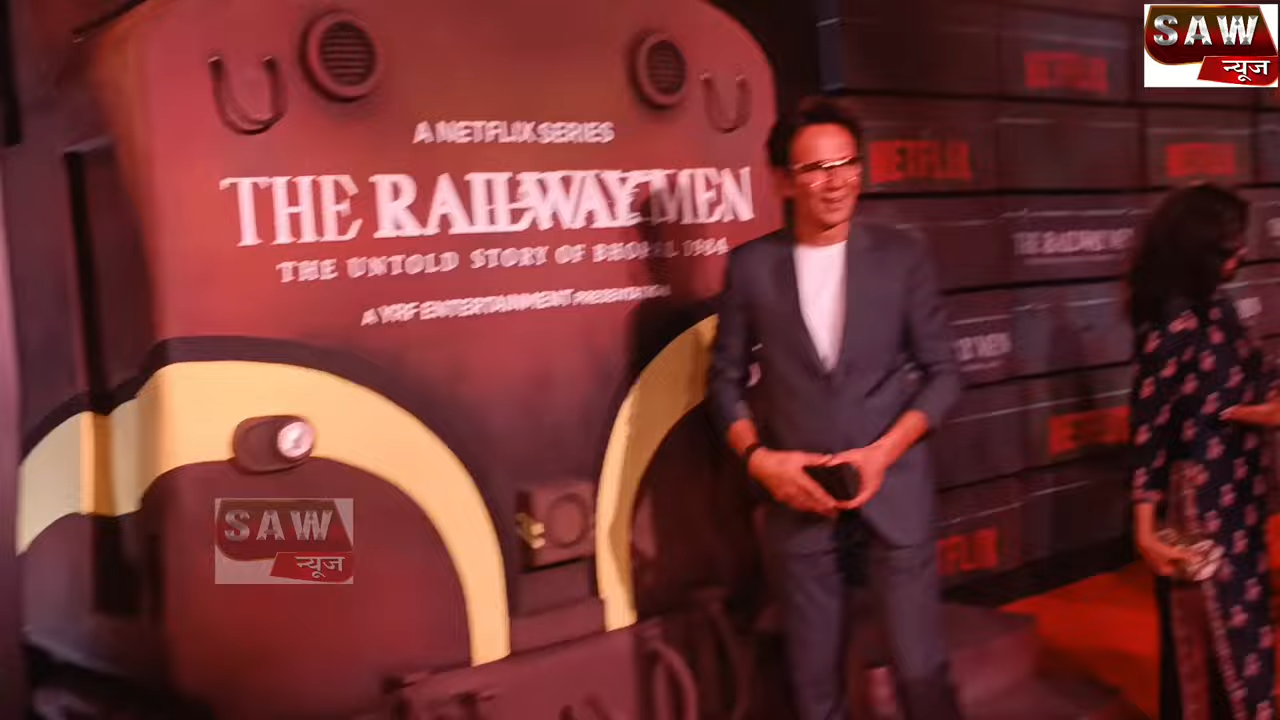 SAW
न्यूज
A NETFLIX SERIES
THE RAILWAY MEN
THE UNTOLD STORY OF BHOPAL 1984
A YRF ENTERTAINMENT PRESENTATION
NETFLIX
NETFLIX
NETFLIX
THE RAILWAY MEN
NETFLIX
SAW
न्यूज